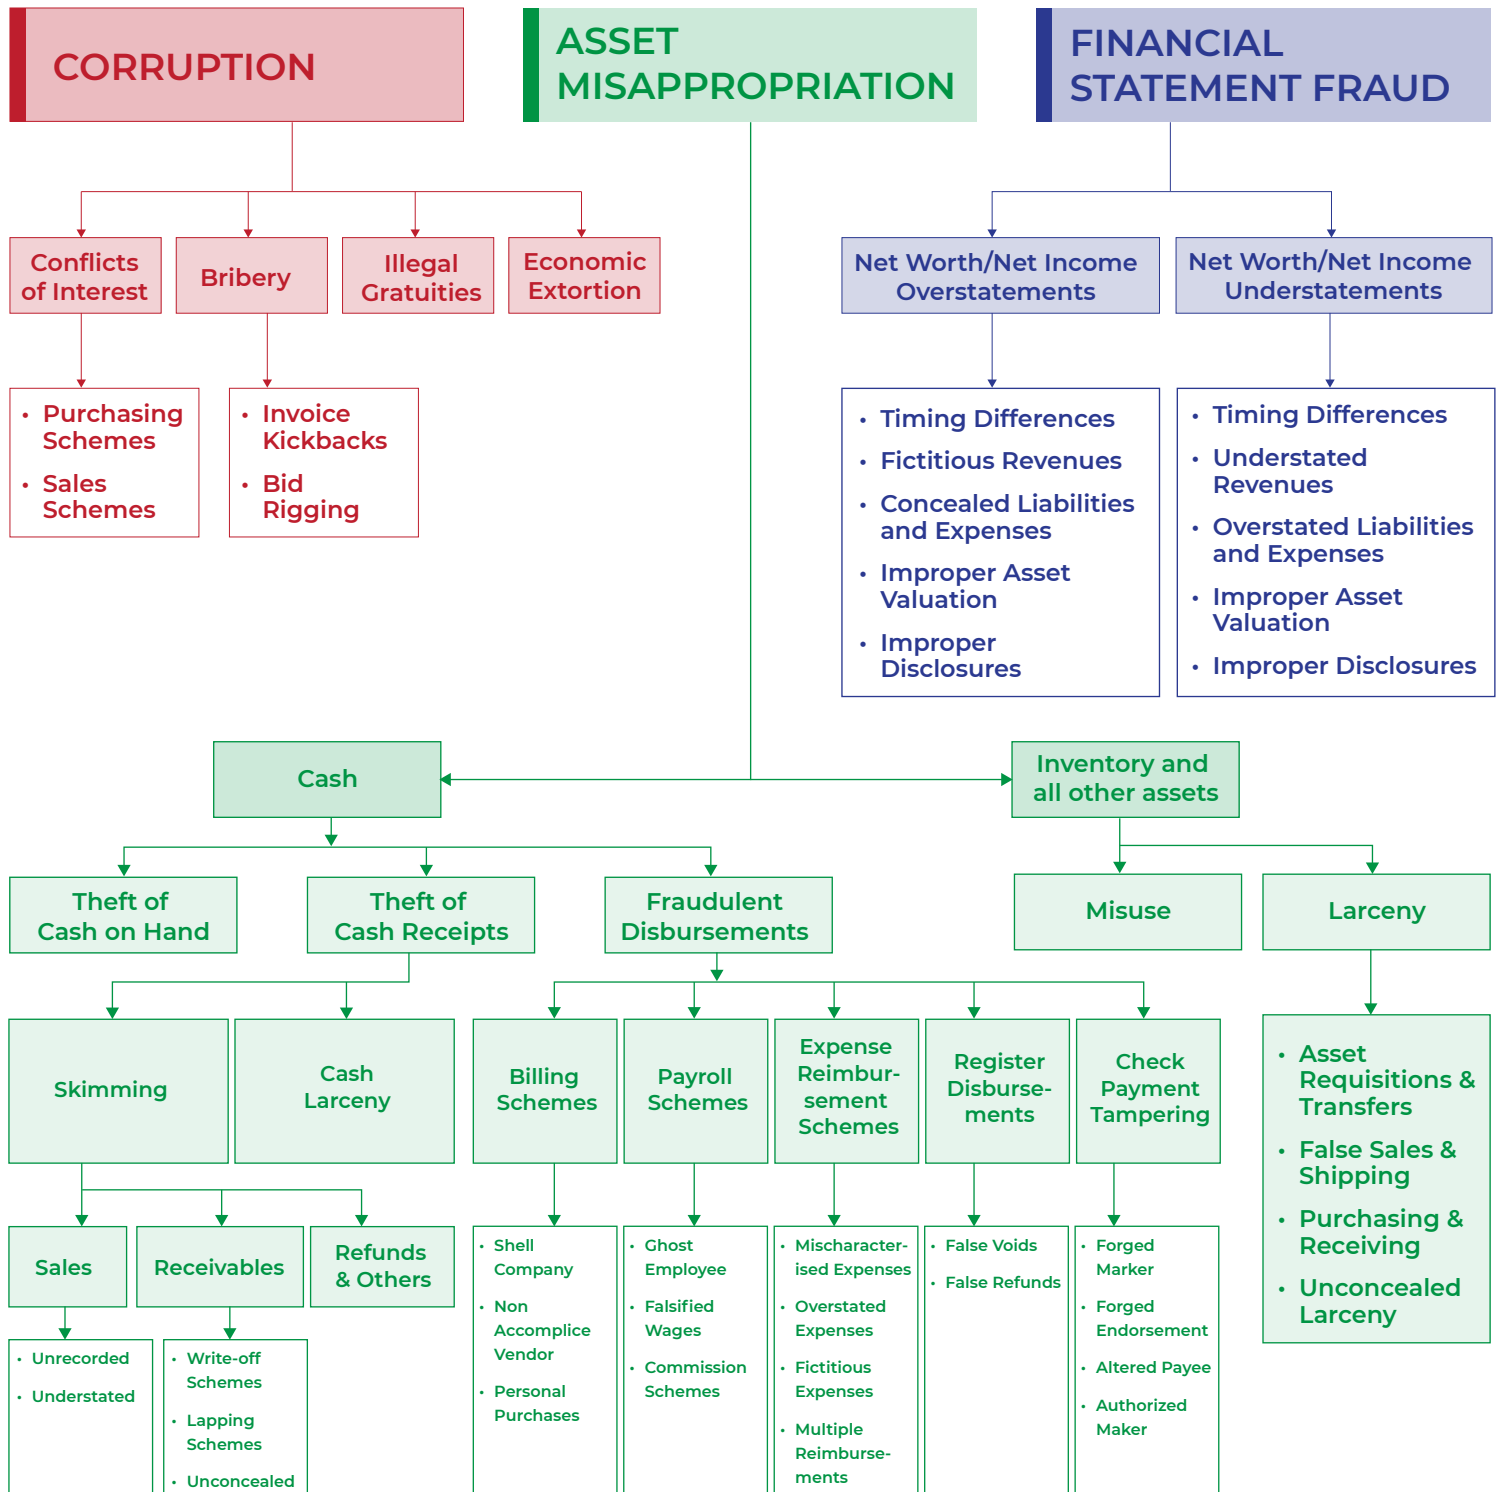 CORRUPTION
ASSET
MISAPPROPRIATION
FINANCIAL
STATEMENT FRAUD
Conflicts
of Interest
Bribery
Illegal
Gratuities
Economic
Extortion
Net Worth/Net Income
Overstatements
Net Worth/Net Income
Understatements
• Purchasing
Schemes
• Sales
Schemes
• Invoice
Kickbacks
• Bid
Rigging
• Timing Differences
• Fictitious Revenues
• Concealed Liabilities
and Expenses
• Improper Asset
Valuation
• Improper
Disclosures
• Timing Differences
• Understated
Revenues
• Overstated Liabilities
and Expenses
• Improper Asset
Valuation
• Improper Disclosures
Cash
Inventory and
all other assets
Theft of
Cash on Hand
Theft of
Cash Receipts
Fraudulent
Disbursements
Misuse
Larceny
Skimming
Cash
Larceny
Billing
Schemes
Payroll
Schemes
Expense
Reimbur-
sement
Schemes
Register
Disburse-
ments
Check
Payment
Tampering
• Asset
Requisitions &
Transfers
• False Sales &
Shipping
• Purchasing &
Receiving
• Unconcealed
Larceny
Sales
Receivables
Refunds
& Others
• Unrecorded
• Understated
• Write-off
Schemes
• Lapping
Schemes
• Unconcealed
• Shell
Company
• Non
Accomplice
Vendor
• Personal
Purchases
• Ghost
Employee
• Falsified
Wages
• Commission
Schemes
• Mischaracter-
ised Expenses
• Overstated
Expenses
• Fictitious
Expenses
• Multiple
Reimburse-
ments
• False Voids
• False Refunds
• Forged
Marker
• Forged
Endorsement
• Altered Payee
• Authorized
Maker